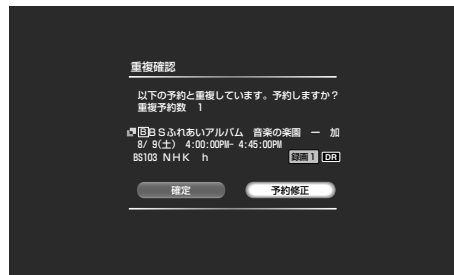 重複確認
以下の予約と重複しています。予約しますか？
重複予約数 1
BSふれあいアルバム 音楽の楽園 － 加
8/ 9(土) 4:00:00PM- 4:45:00PM
BS103 NHK h 録画1 DR
確定 予約修正